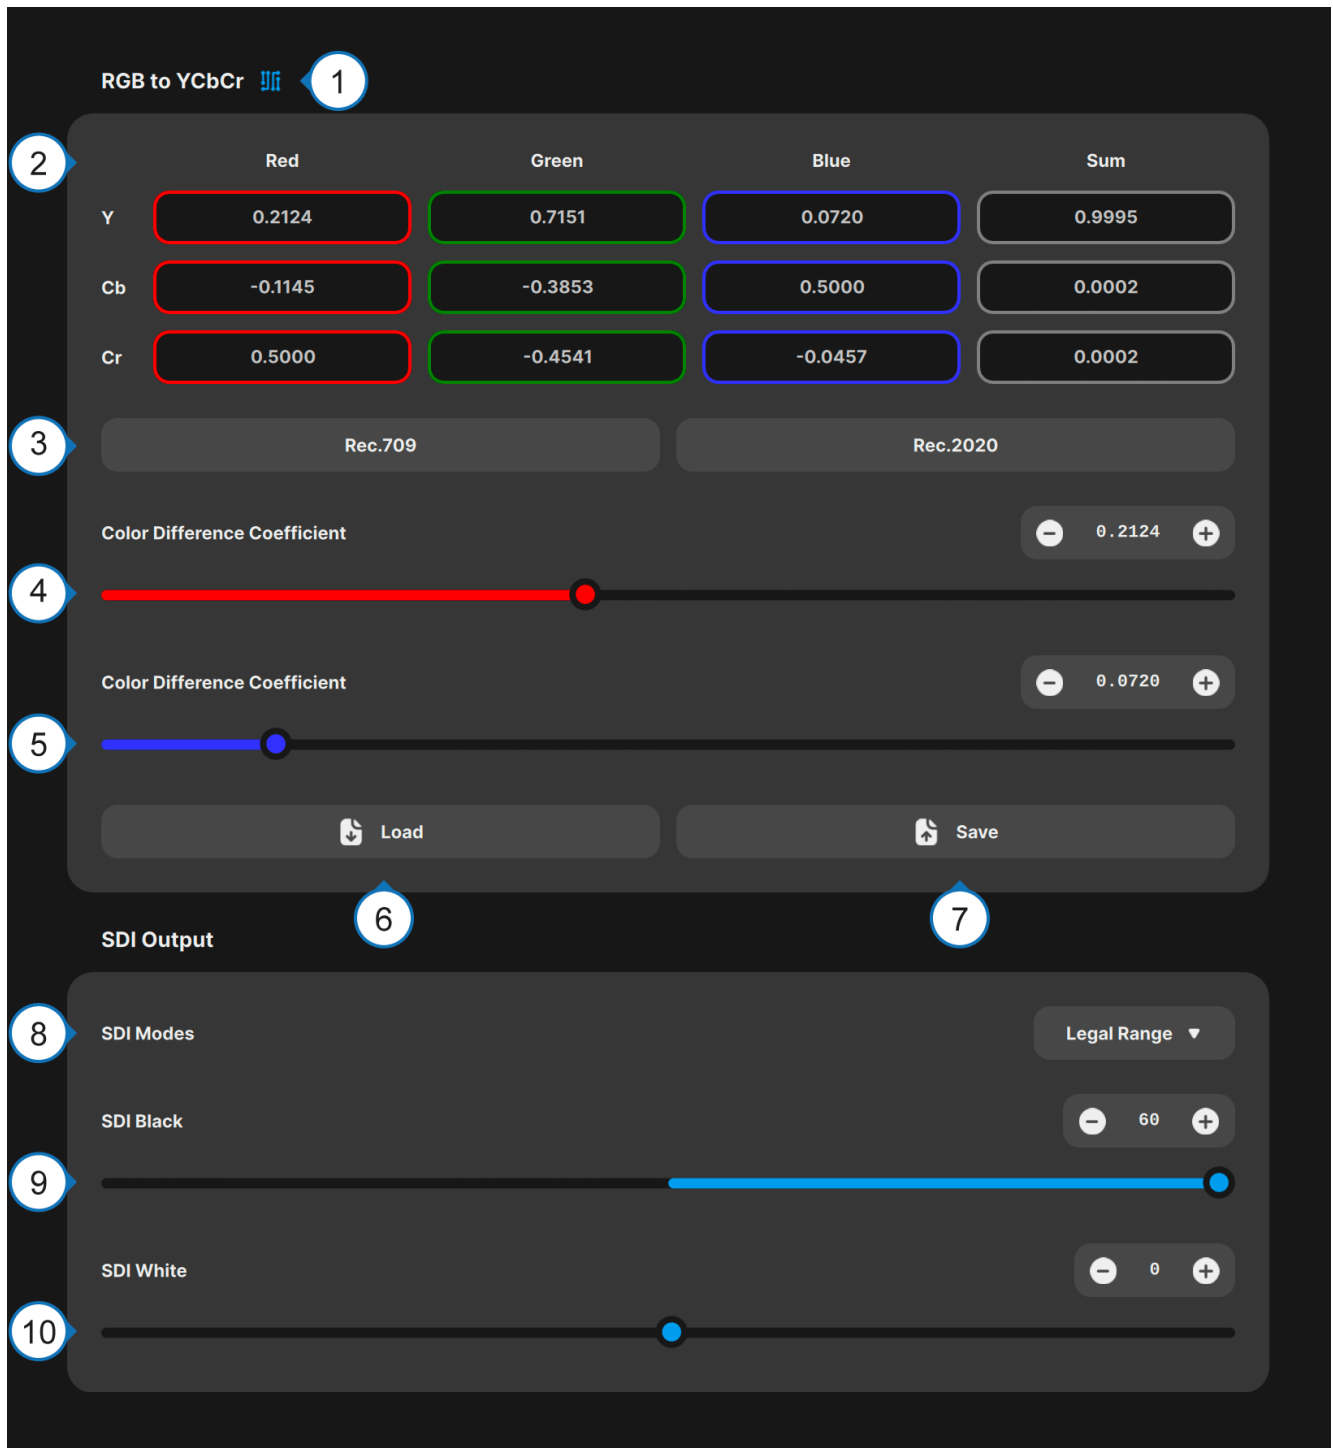 RGB to YCbCr 1
2 Red Green Blue Sum
Y 0.2124 0.7151 0.0720 0.9995
Cb -0.1145 -0.3853 0.5000 0.0002
Cr 0.5000 -0.4541 -0.0457 0.0002
3 Rec.709 Rec.2020
Color Difference Coefficient 0.2124
4
Color Difference Coefficient 0.0720
5
Load Save
6 7
SDI Output
8 SDI Modes Legal Range
SDI Black 60
9
SDI White 0
10